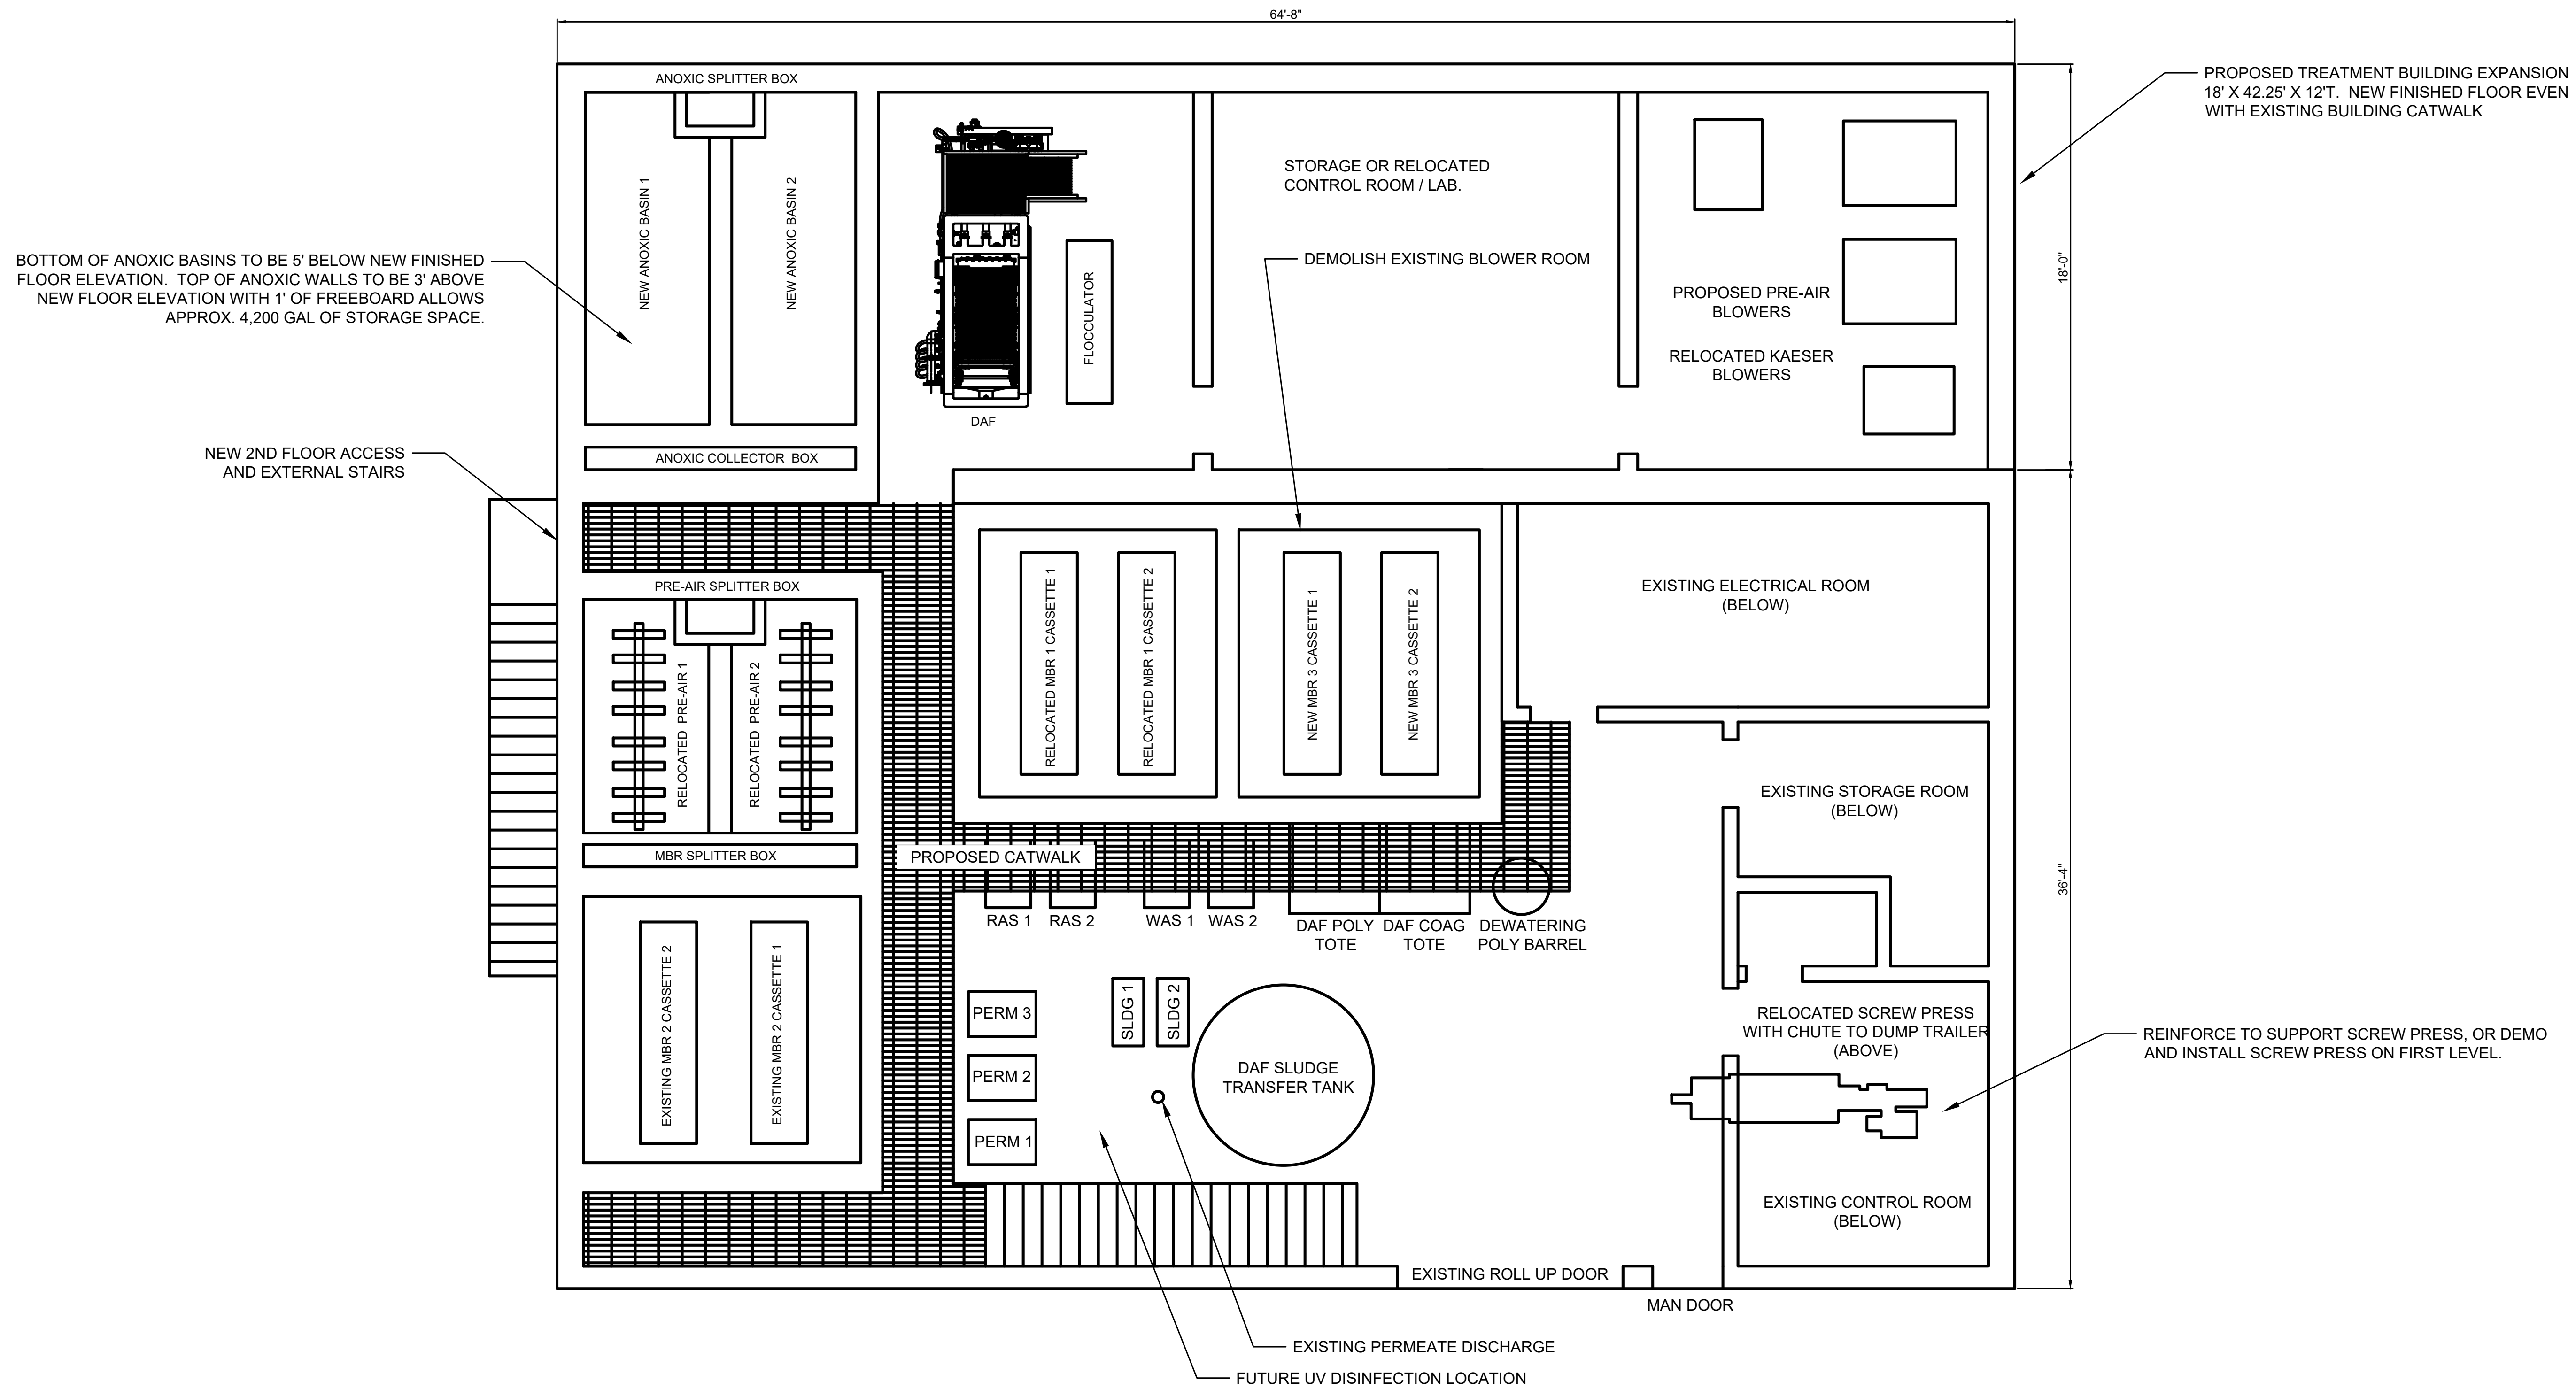 64'-8"
ANOXIC SPLITTER BOX
PROPOSED TREATMENT BUILDING EXPANSION
18' X 42.25' X 12'T.  NEW FINISHED FLOOR EVEN
WITH EXISTING BUILDING CATWALK
NEW ANOXIC BASIN 1
NEW ANOXIC BASIN 2
STORAGE OR RELOCATED
CONTROL ROOM / LAB.
DEMOLISH EXISTING BLOWER ROOM
BOTTOM OF ANOXIC BASINS TO BE 5' BELOW NEW FINISHED
FLOOR ELEVATION.  TOP OF ANOXIC WALLS TO BE 3' ABOVE
NEW FLOOR ELEVATION WITH 1' OF FREEBOARD ALLOWS
APPROX. 4,200 GAL OF STORAGE SPACE.
FLOCCULATOR
DAF
PROPOSED PRE-AIR
BLOWERS
RELOCATED KAESER
BLOWERS
18'-0"
NEW 2ND FLOOR ACCESS
AND EXTERNAL STAIRS
ANOXIC COLLECTOR  BOX
PRE-AIR SPLITTER BOX
RELOCATED  PRE-AIR 1
RELOCATED  PRE-AIR 2
RELOCATED MBR 1 CASSETTE 1
RELOCATED MBR 1 CASSETTE 2
NEW MBR 3 CASSETTE 1
NEW MBR 3 CASSETTE 2
EXISTING ELECTRICAL ROOM
(BELOW)
EXISTING STORAGE ROOM
(BELOW)
MBR SPLITTER BOX
PROPOSED CATWALK
36'-4"
RAS 1
RAS 2
WAS 1
WAS 2
DAF POLY
TOTE
DAF COAG
TOTE
DEWATERING
POLY BARREL
EXISTING MBR 2 CASSETTE 2
EXISTING MBR 2 CASSETTE 1
PERM 3
PERM 2
PERM 1
SLDG 1
SLDG 2
DAF SLUDGE
TRANSFER TANK
RELOCATED SCREW PRESS
WITH CHUTE TO DUMP TRAILER
(ABOVE)
REINFORCE TO SUPPORT SCREW PRESS, OR DEMO
AND INSTALL SCREW PRESS ON FIRST LEVEL.
EXISTING CONTROL ROOM
(BELOW)
EXISTING ROLL UP DOOR
MAN DOOR
EXISTING PERMEATE DISCHARGE
FUTURE UV DISINFECTION LOCATION